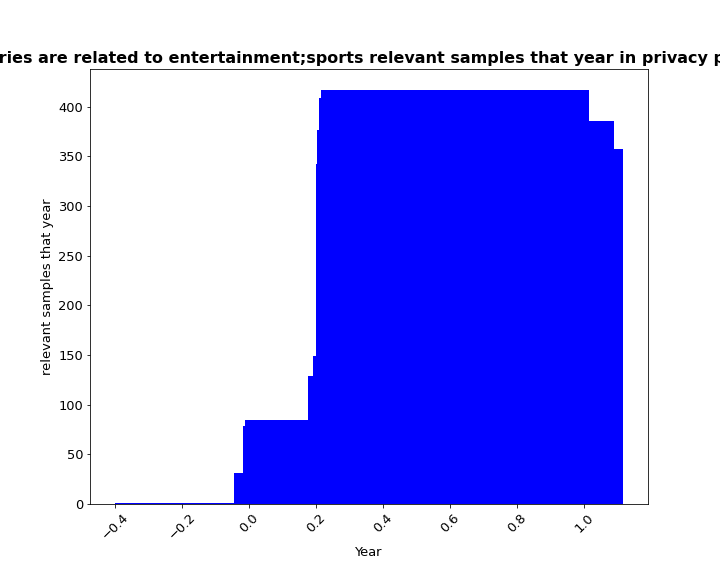 ries are related to entertainment;sports relevant samples that year in privacy p
400
350
300
250
200
150
100
50
0
relevant samples that year
−0.4 −0.2 0.0 0.2 0.4 0.6 0.8 1.0
Year